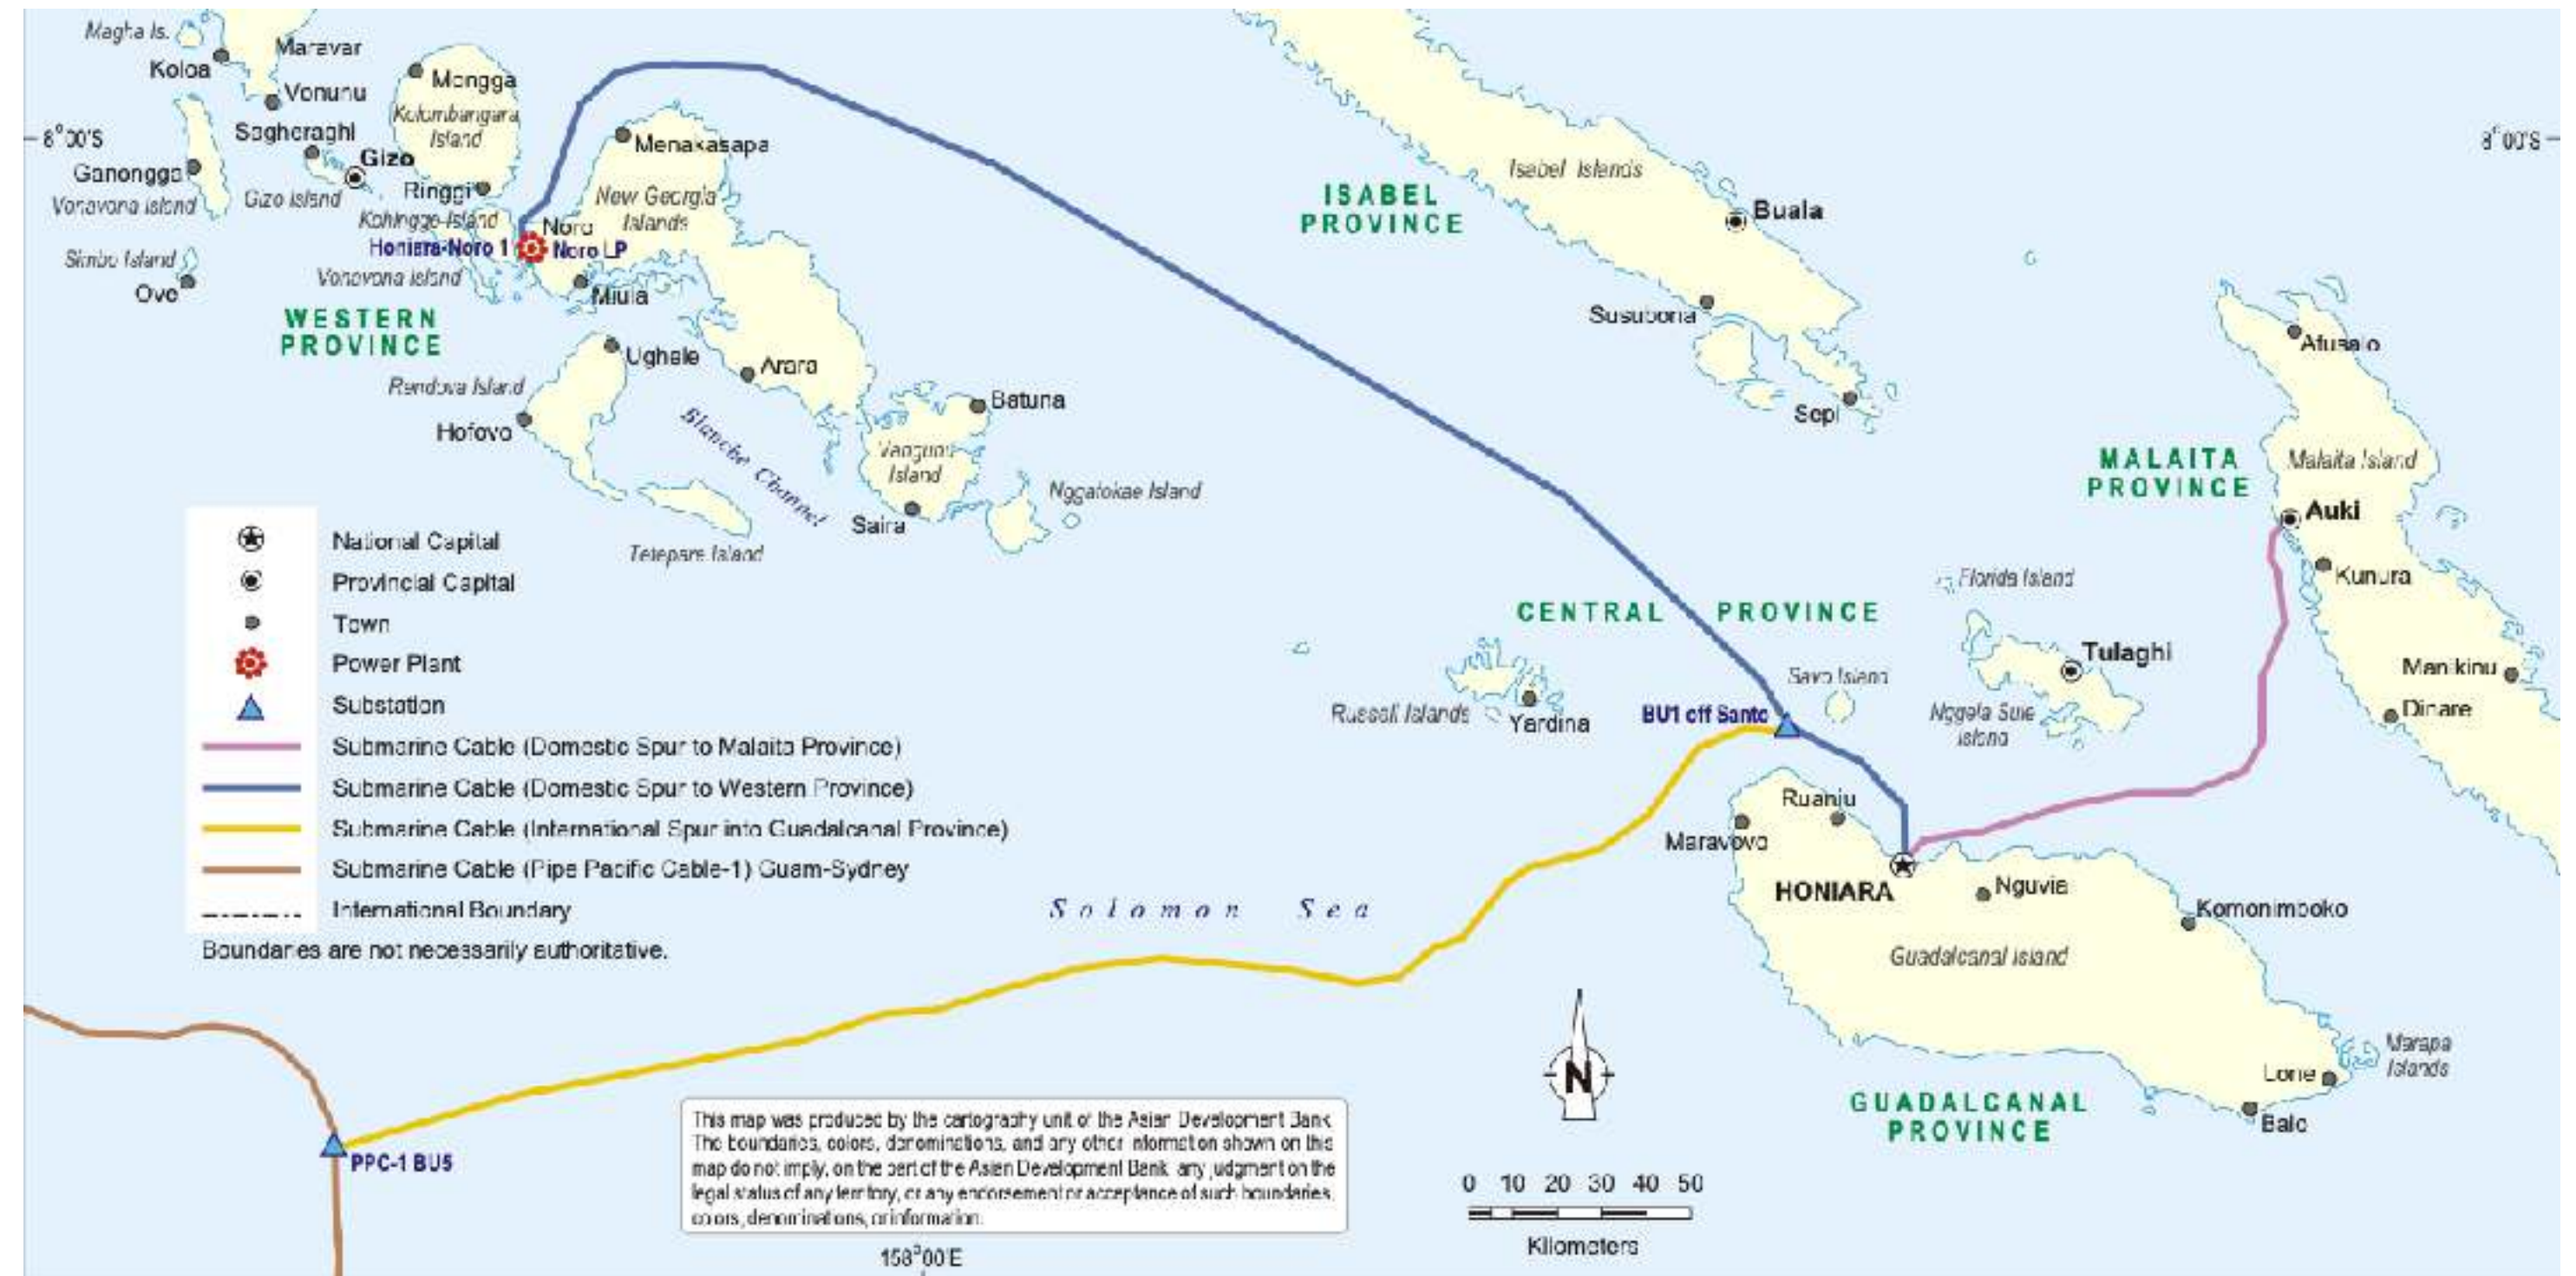 Magha Is.
Maravar
Koloa
Vonunu
Mongga
Kolombangara
Island
8°00'S
Sagheraghi
Gizo
Ganongga
Vonavona Island
Gizo Island
Ringgi
Kohinggo Island
Menakasapa
New Georgia
Islands
Noro
Honiara-Noro 1
Noro LP
Simbo Island
Ove
Vonavona Island
Miula
WESTERN
PROVINCE
Ughele
Arara
Rendova Island
Hofovo
Blanche Channel
Batuna
Vangunu
Island
Nggatokae Island
Saira
Tetepare Island
ISABEL
PROVINCE
Isabel Islands
Buala
8°00'S
Susubona
Sepi
Afusalo
MALAITA
PROVINCE
Malaita Island
Auki
Kunura
Florida Island
CENTRAL PROVINCE
Tulaghi
Manikinu
Dinare
Savo Island
Russell Islands
Yardina
BU1 off Santo
Nggela Sule
Island
Ruaniu
Maravovo
HONIARA
Nguvia
Komonimboko
Guadalcanal Island
Marapa
Islands
Lone
Balo
GUADALCANAL
PROVINCE
Solomon Sea
National Capital
Provincial Capital
Town
Power Plant
Substation
Submarine Cable (Domestic Spur to Malaita Province)
Submarine Cable (Domestic Spur to Western Province)
Submarine Cable (International Spur into Guadalcanal Province)
Submarine Cable (Pipe Pacific Cable-1) Guam-Sydney
International Boundary
Boundaries are not necessarily authoritative.
PPC-1 BU5
This map was produced by the cartography unit of the Asian Development Bank.
The boundaries, colors, denominations, and any other information shown on this
map do not imply, on the part of the Asian Development Bank, any judgment on the
legal status of any territory, or any endorsement or acceptance of such boundaries,
colors, denominations, or information.
N
0 10 20 30 40 50
Kilometers
158°00'E